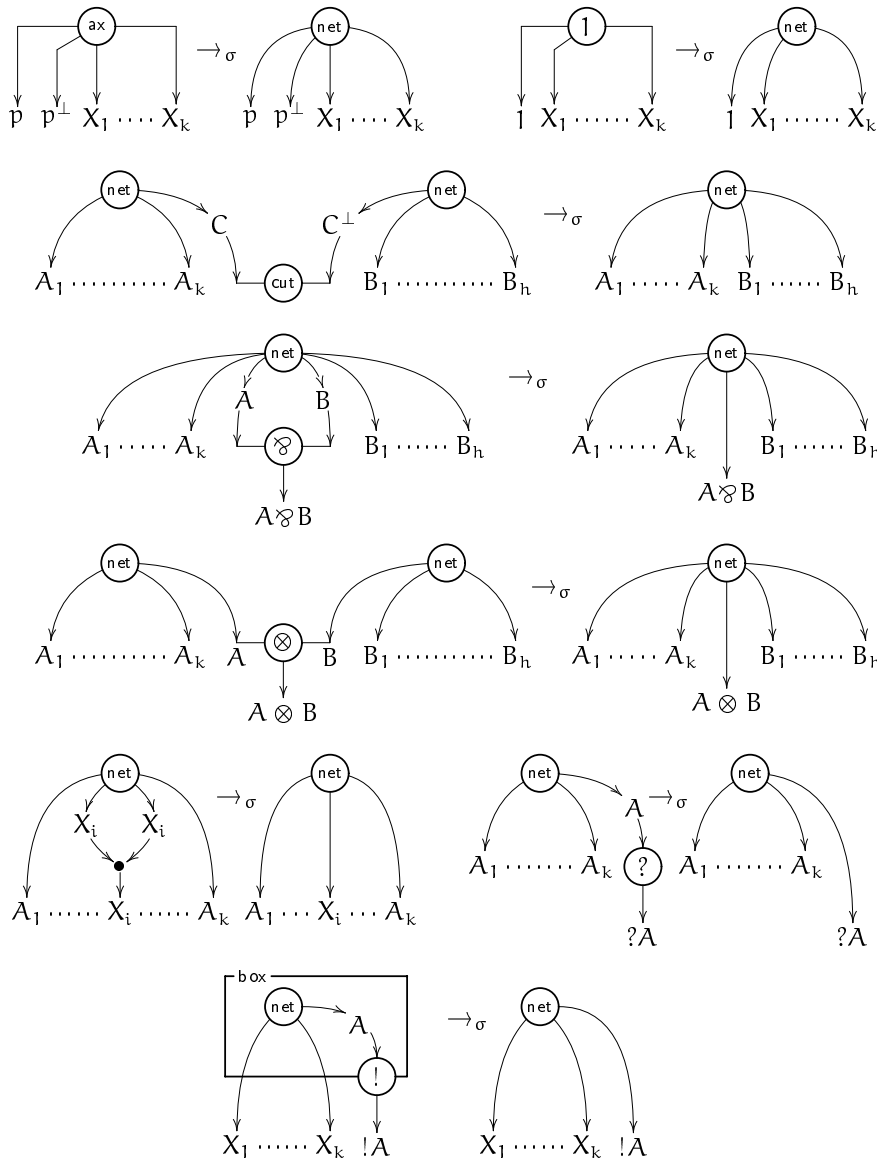 ax →σ net 1 →σ net
p p⊥ X₁ ····· Xₖ p p⊥ X₁ ····· Xₖ 1 X₁ ······· Xₖ 1 X₁ ······· Xₖ
net net →σ net
C C⊥
A₁ ··········· Aₖ cut B₁ ············ Bₕ A₁ ······ Aₖ B₁ ······ Bₕ
net →σ net
A B
A₁ ······ Aₖ ⅋ B₁ ······ Bₕ A₁ ······ Aₖ B₁ ······ Bₕ
A⅋B A⅋B
net net →σ net
A₁ ··········· Aₖ A ⊗ B B₁ ············ Bₕ A₁ ······ Aₖ B₁ ······ Bₕ
A ⊗ B A ⊗ B
net →σ net net →σ net
Xᵢ Xᵢ A
A₁ ······ Xᵢ ······· Aₖ A₁ ····· Xᵢ ····· Aₖ A₁ ········ Aₖ ? A₁ ········ Aₖ
?A ?A
box
net →σ net
A
!
X₁ ······ Xₖ !A X₁ ······ Xₖ !A